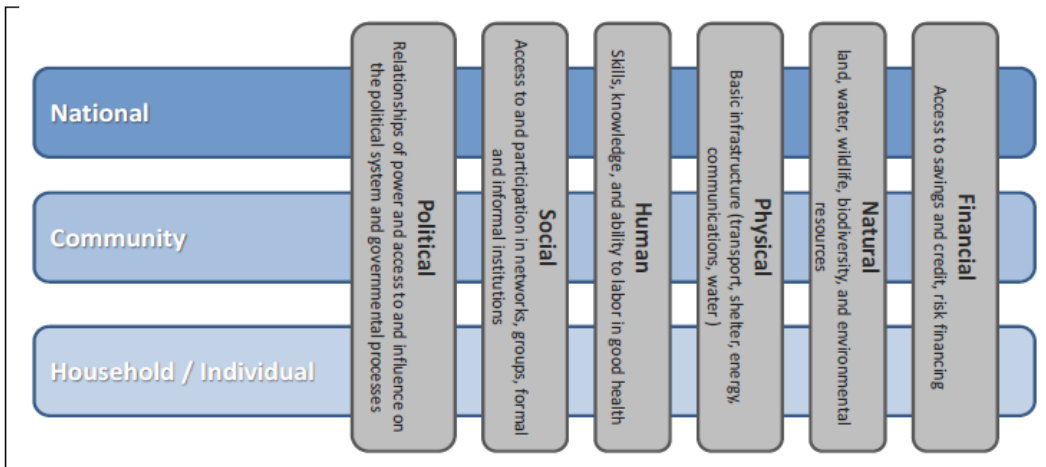 National
Community
Household / Individual
Political
Relationships of power and access to and influence on
the political system and governmental processes
Social
Access to and participation in networks, groups, formal
and informal institutions
Human
Skills, knowledge, and ability to labor in good health
Physical
Basic infrastructure (transport, shelter, energy,
communications, water )
Natural
land, water, wildlife, biodiversity, and environmental
resources
Financial
Access to savings and credit, risk financing